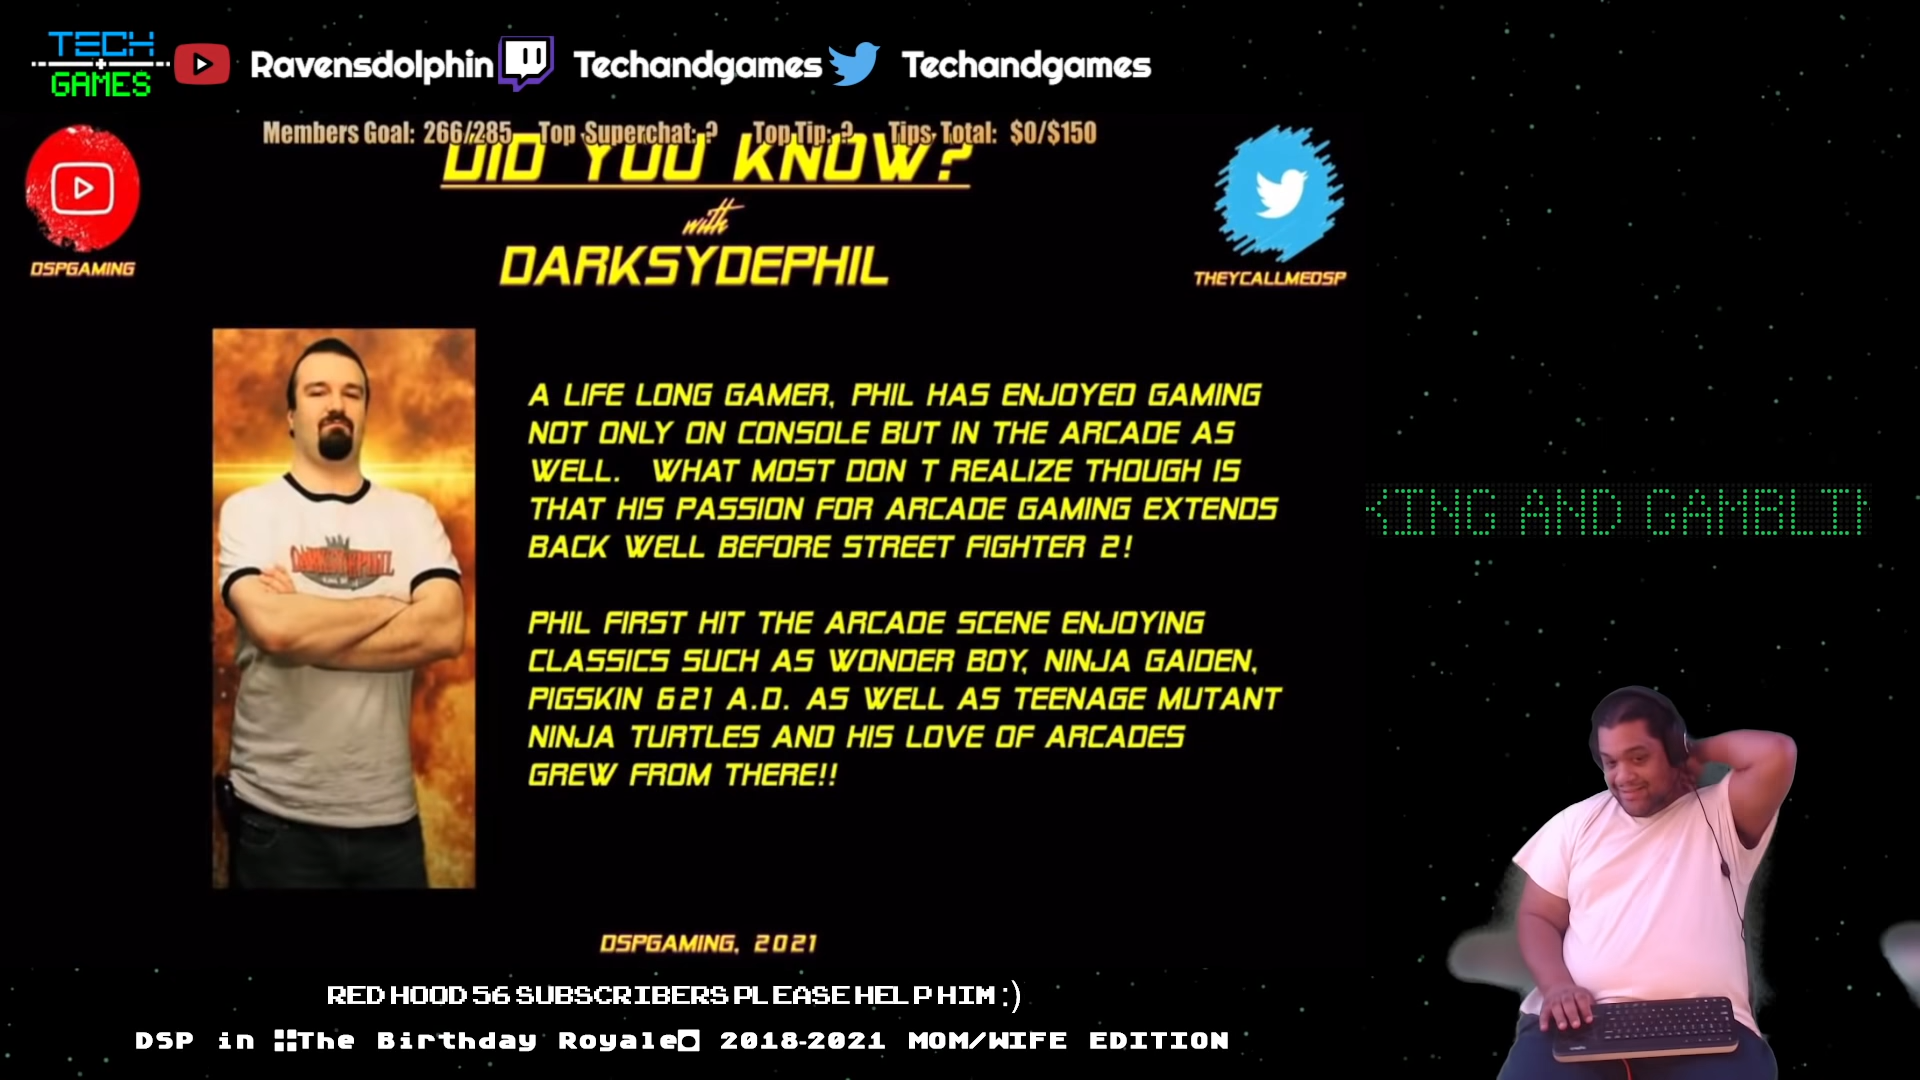 TECH
GAMES
Ravensdolphin
Techandgames
Techandgames
Members Goal: 266/285 Top Superchat: ? Top Tip: ? Tips Total: $0/$150
DID YOU KNOW?
with
DARKSYDEPHIL
DSPGAMING
THEYCALLMEDSP
A LIFE LONG GAMER, PHIL HAS ENJOYED GAMING
NOT ONLY ON CONSOLE BUT IN THE ARCADE AS
WELL. WHAT MOST DON T REALIZE THOUGH IS
THAT HIS PASSION FOR ARCADE GAMING EXTENDS
BACK WELL BEFORE STREET FIGHTER 2!
KING AND GAMBLIN
PHIL FIRST HIT THE ARCADE SCENE ENJOYING
CLASSICS SUCH AS WONDER BOY, NINJA GAIDEN,
PIGSKIN 621 A.D. AS WELL AS TEENAGE MUTANT
NINJA TURTLES AND HIS LOVE OF ARCADES
GREW FROM THERE!!
DSPGAMING, 2021
RED HOOD 56 SUBSCRIBERS PLEASE HELP HIM :)
DSP in The Birthday Royale 2018-2021 MOM/WIFE EDITION